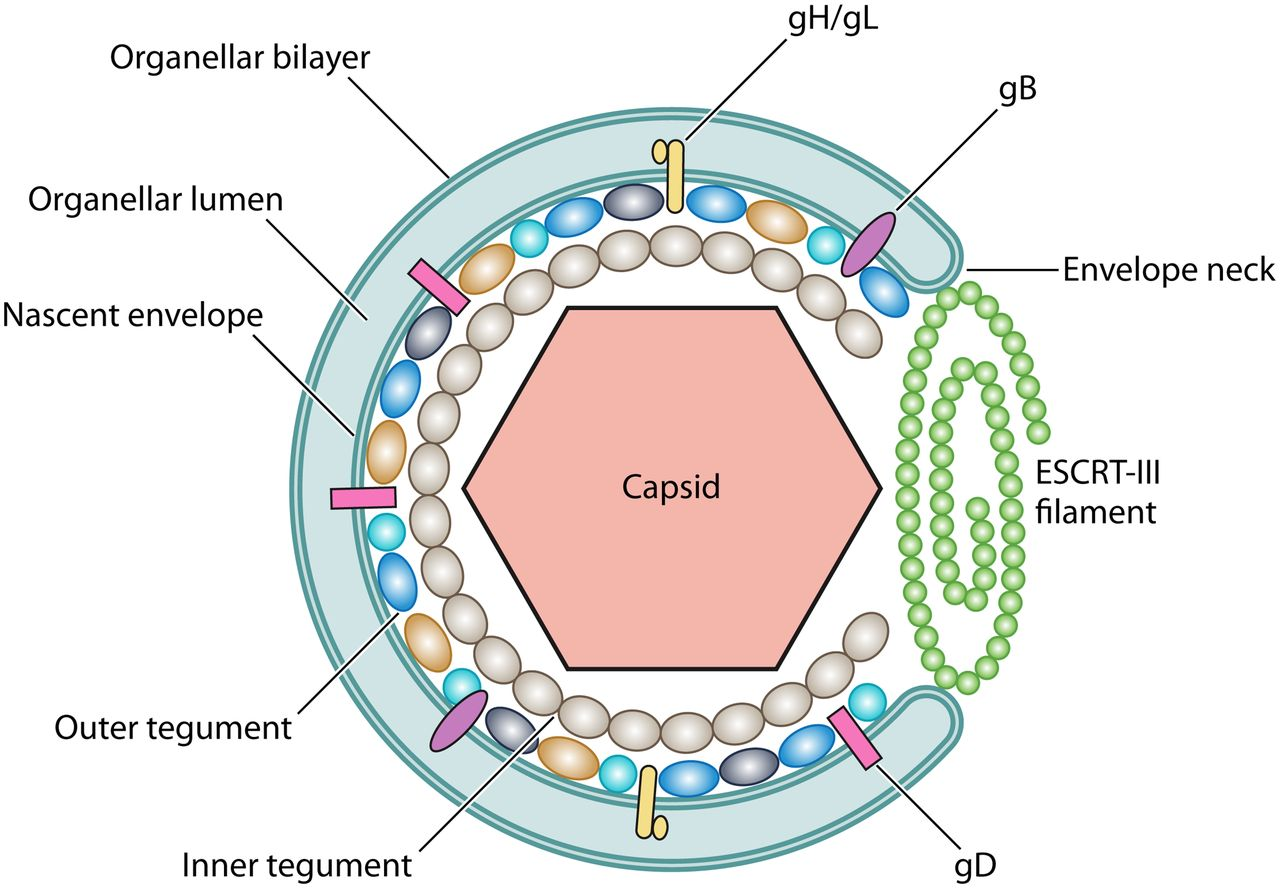 gH/gL
Organellar bilayer
gB
Organellar lumen
Envelope neck
Nascent envelope
Capsid
ESCRT-III
filament
Outer tegument
Inner tegument
gD